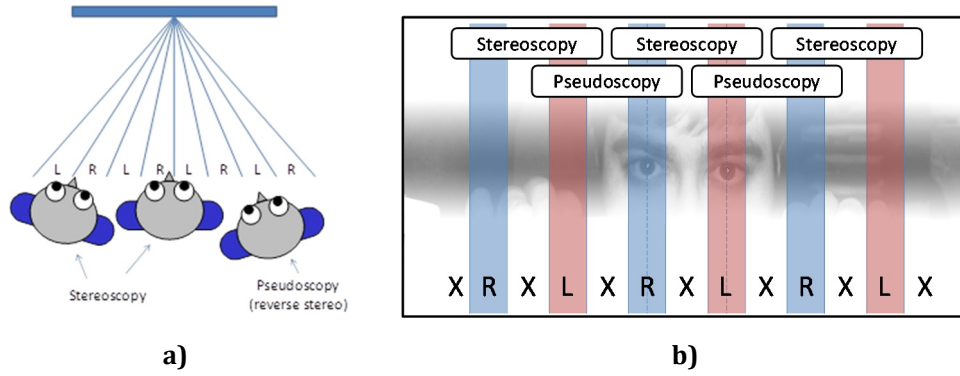 L R L R L R L R
Stereoscopy
Pseudoscopy
(reverse stereo)
a)
Stereoscopy Stereoscopy Stereoscopy
Pseudoscopy Pseudoscopy
X R X L X R X L X R X L X
b)